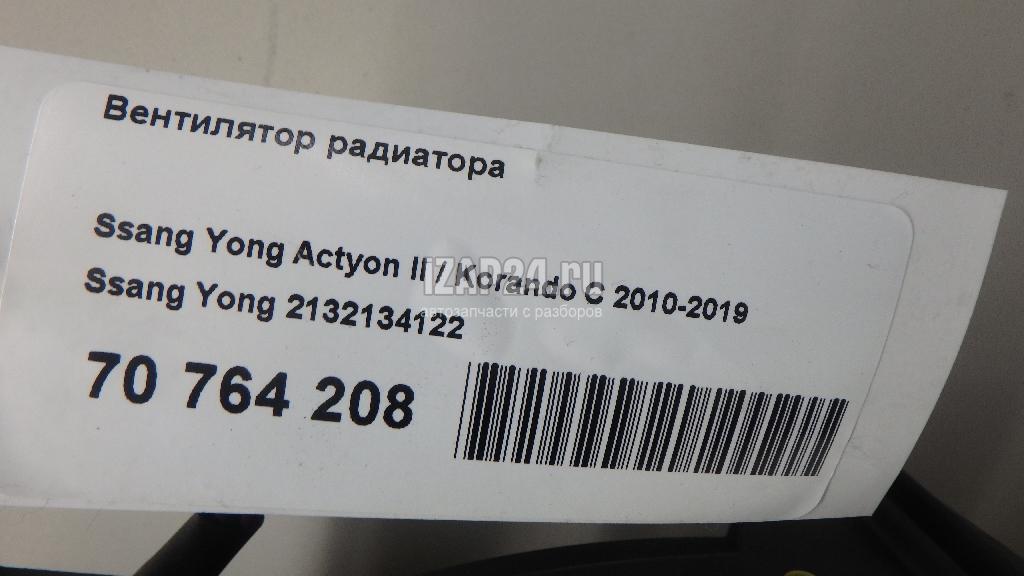 Вентилятор радиатора
Ssang Yong Actyon II / Korando C 2010-2019
Ssang Yong 2132134122
70 764 208
iZAP24.ru
автозапчасти с разборов